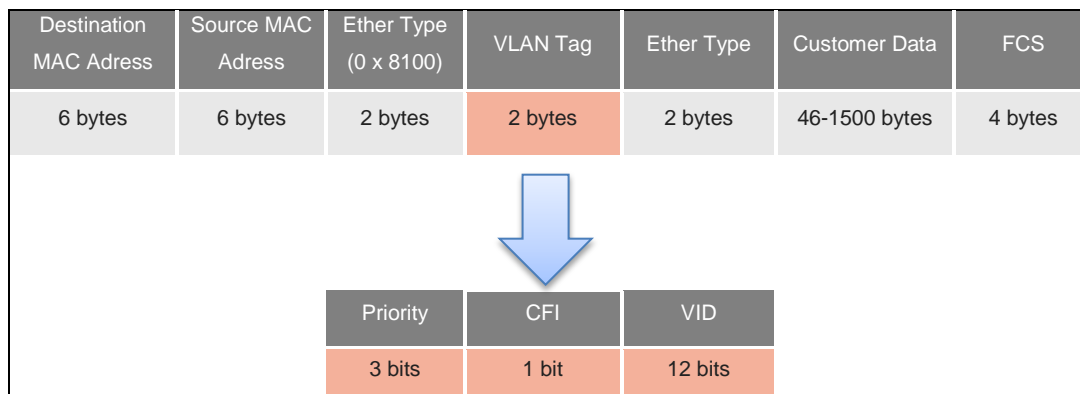 Destination
MAC Adress
Source MAC
Adress
Ether Type
(0 x 8100)
VLAN Tag
Ether Type
Customer Data
FCS
6 bytes
6 bytes
2 bytes
2 bytes
2 bytes
46-1500 bytes
4 bytes
Priority
CFI
VID
3 bits
1 bit
12 bits